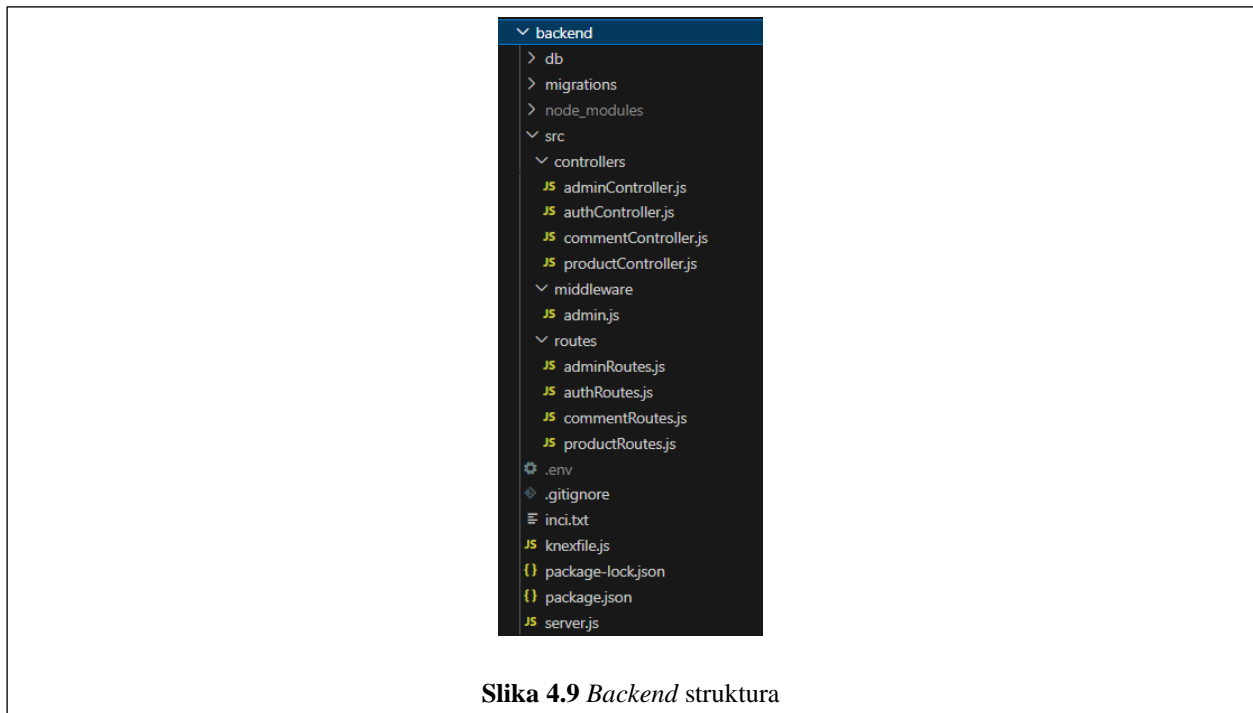 backend
db
migrations
node_modules
src
controllers
JS adminController.js
JS authController.js
JS commentController.js
JS productController.js
middleware
JS admin.js
routes
JS adminRoutes.js
JS authRoutes.js
JS commentRoutes.js
JS productRoutes.js
.env
.gitignore
inci.txt
JS knexfile.js
{} package-lock.json
{} package.json
JS server.js
Slika 4.9 Backend struktura